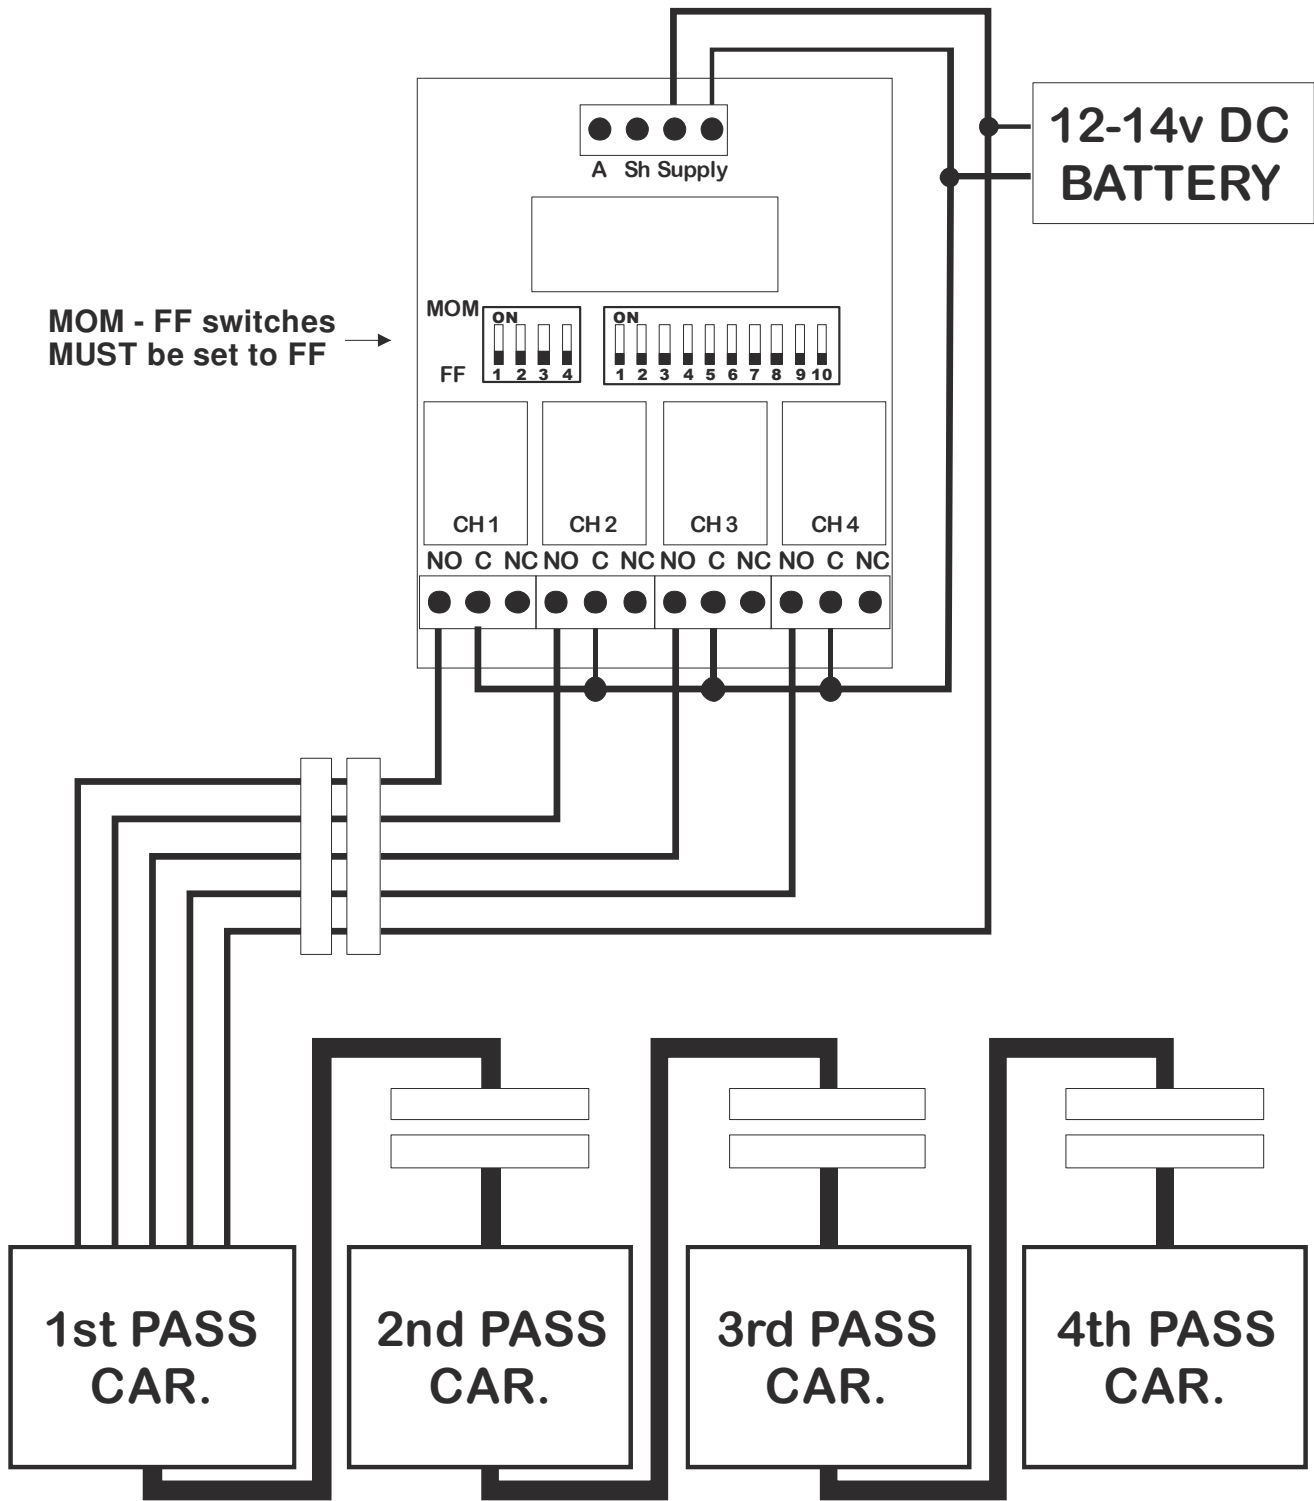 12-14v DC
BATTERY
A Sh Supply
MOM - FF switches
MUST be set to FF
MOM
FF
ON
1 2 3 4
ON
1 2 3 4 5 6 7 8 9 10
CH 1
CH 2
CH 3
CH 4
NO C NC NO C NC NO C NC NO C NC
1st PASS
CAR.
2nd PASS
CAR.
3rd PASS
CAR.
4th PASS
CAR.